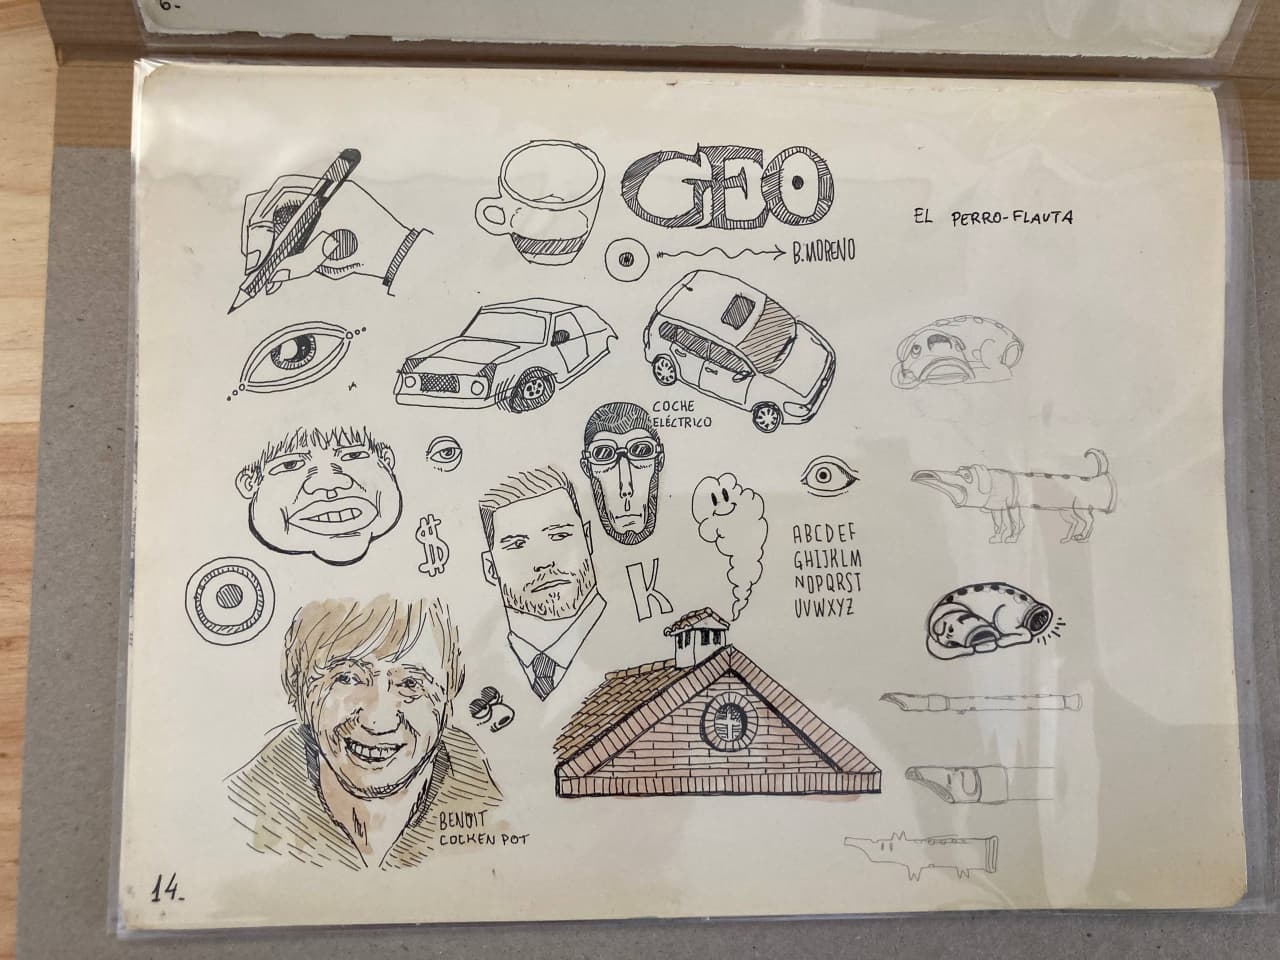 6.-
GEO
EL PERRO-FLAUTA
B.MORENO
COCHE
ELÉCTRICO
$
K
ABCDEF
GHIJKLM
NOPQRST
UVWXYZ
BENOIT
COCKEN POT
14.-